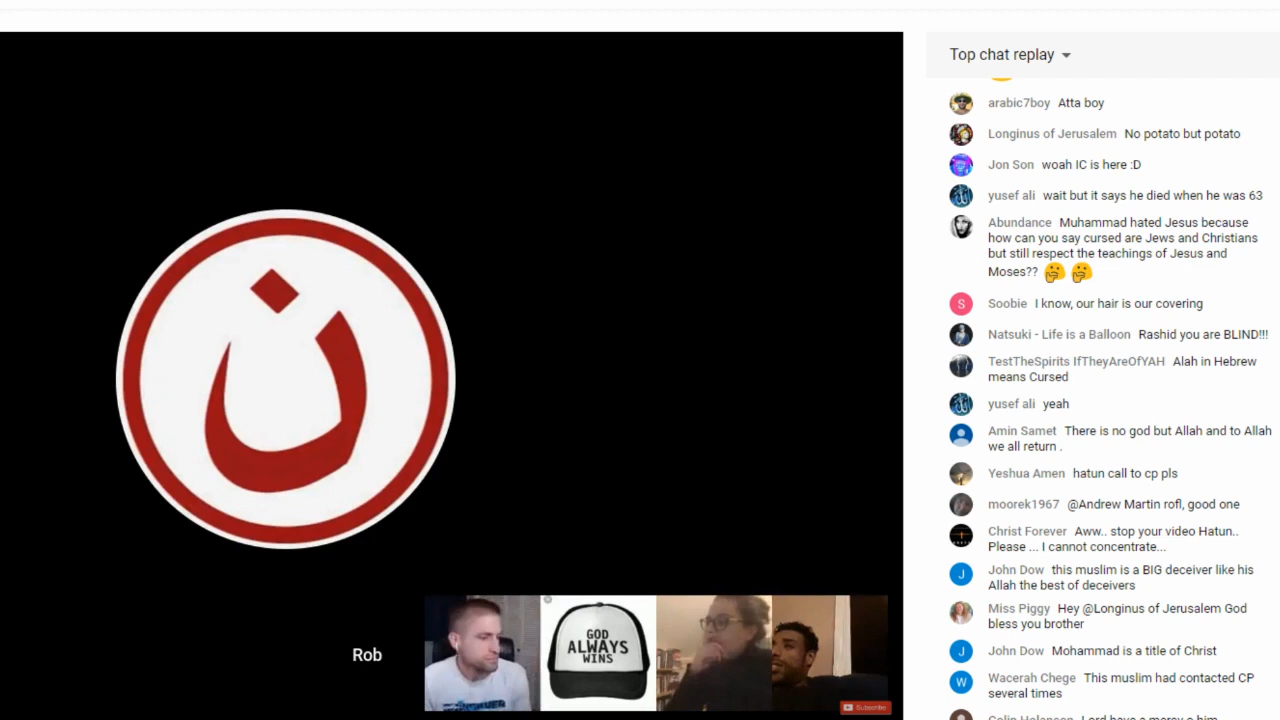 Top chat replay
arabic7boy Atta boy
Longinus of Jerusalem No potato but potato
Jon Son woah IC is here :D
yusef ali wait but it says he died when he was 63
Abundance Muhammad hated Jesus because
how can you say cursed are Jews and Christians
but still respect the teachings of Jesus and
Moses?? 🤔 🤔
S Soobie I know, our hair is our covering
Natsuki - Life is a Balloon Rashid you are BLIND!!!
TestTheSpirits IfTheyAreOfYAH Alah in Hebrew
means Cursed
yusef ali yeah
Amin Samet There is no god but Allah and to Allah
we all return .
Yeshua Amen hatun call to cp pls
moorek1967 @Andrew Martin rofl, good one
Christ Forever Aww.. stop your video Hatun..
Please ... I cannot concentrate...
J John Dow this muslim is a BIG deceiver like his
Allah the best of deceivers
Miss Piggy Hey @Longinus of Jerusalem God
bless you brother
J John Dow Mohammad is a title of Christ
W Wacerah Chege This muslim had contacted CP
several times
ن
Rob
GOD
ALWAYS
WINS
Subscribe